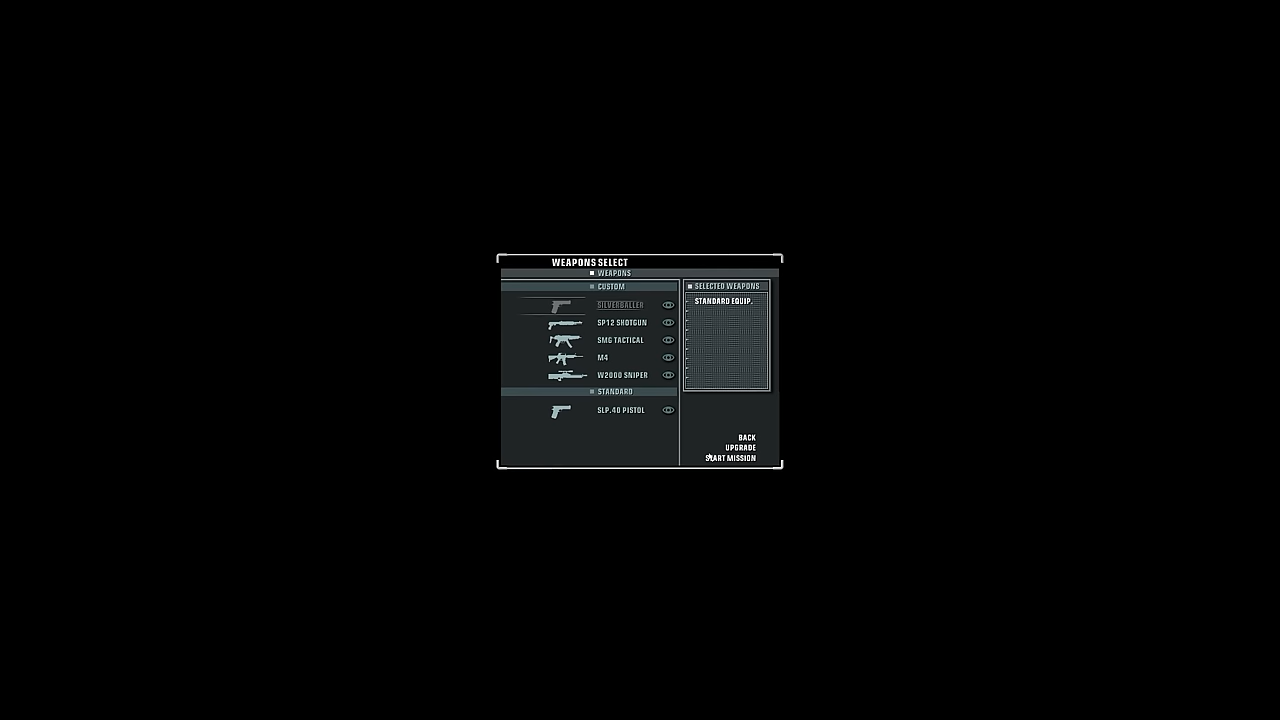 WEAPONS SELECT
WEAPONS
CUSTOM
SILVERBALLER
SP12 SHOTGUN
SMG TACTICAL
M4
W2000 SNIPER
STANDARD
SLP.40 PISTOL
SELECTED WEAPONS
STANDARD EQUIP.
BACK
UPGRADE
START MISSION